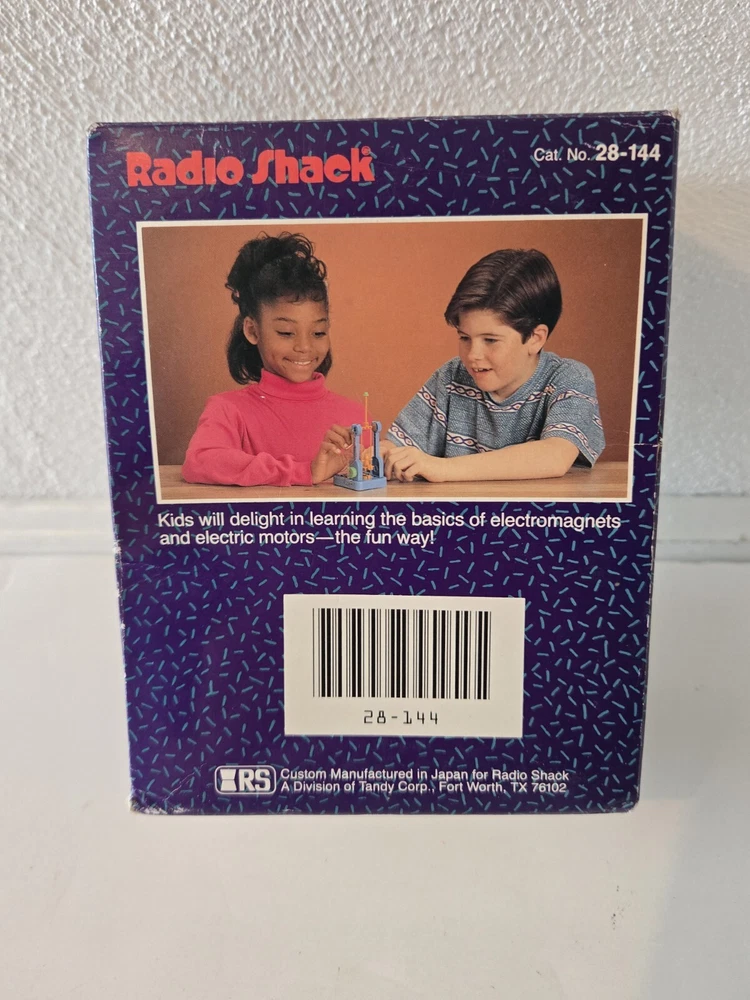 Radio Shack®
Cat. No. 28-144
Kids will delight in learning the basics of electromagnets
and electric motors—the fun way!
28-144
RS Custom Manufactured in Japan for Radio Shack
A Division of Tandy Corp., Fort Worth, TX 76102